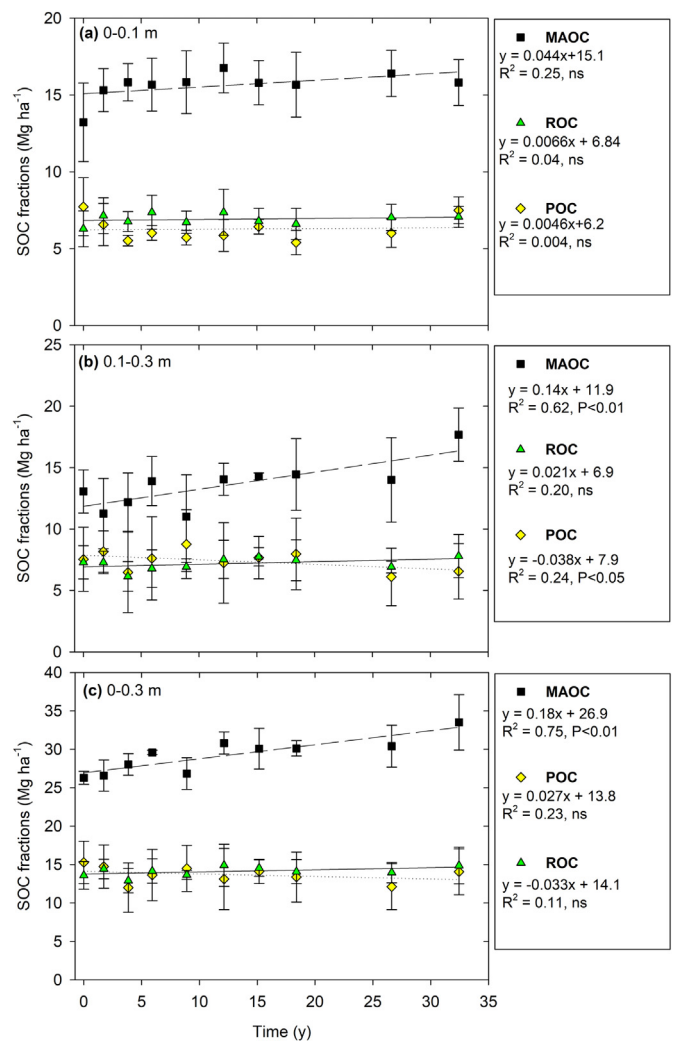 (a) 0-0.1 m
SOC fractions (Mg ha⁻¹)
20
15
10
5
0
MAOC
y = 0.044x+15.1
R² = 0.25, ns
ROC
y = 0.0066x + 6.84
R² = 0.04, ns
POC
y = 0.0046x+6.2
R² = 0.004, ns
(b) 0.1-0.3 m
SOC fractions (Mg ha⁻¹)
25
20
15
10
5
0
MAOC
y = 0.14x + 11.9
R² = 0.62, P<0.01
ROC
y = 0.021x + 6.9
R² = 0.20, ns
POC
y = -0.038x + 7.9
R² = 0.24, P<0.05
(c) 0-0.3 m
SOC fractions (Mg ha⁻¹)
40
35
30
25
20
15
10
5
0
MAOC
y = 0.18x + 26.9
R² = 0.75, P<0.01
POC
y = 0.027x + 13.8
R² = 0.23, ns
ROC
y = -0.033x + 14.1
R² = 0.11, ns
0 5 10 15 20 25 30 35
Time (y)